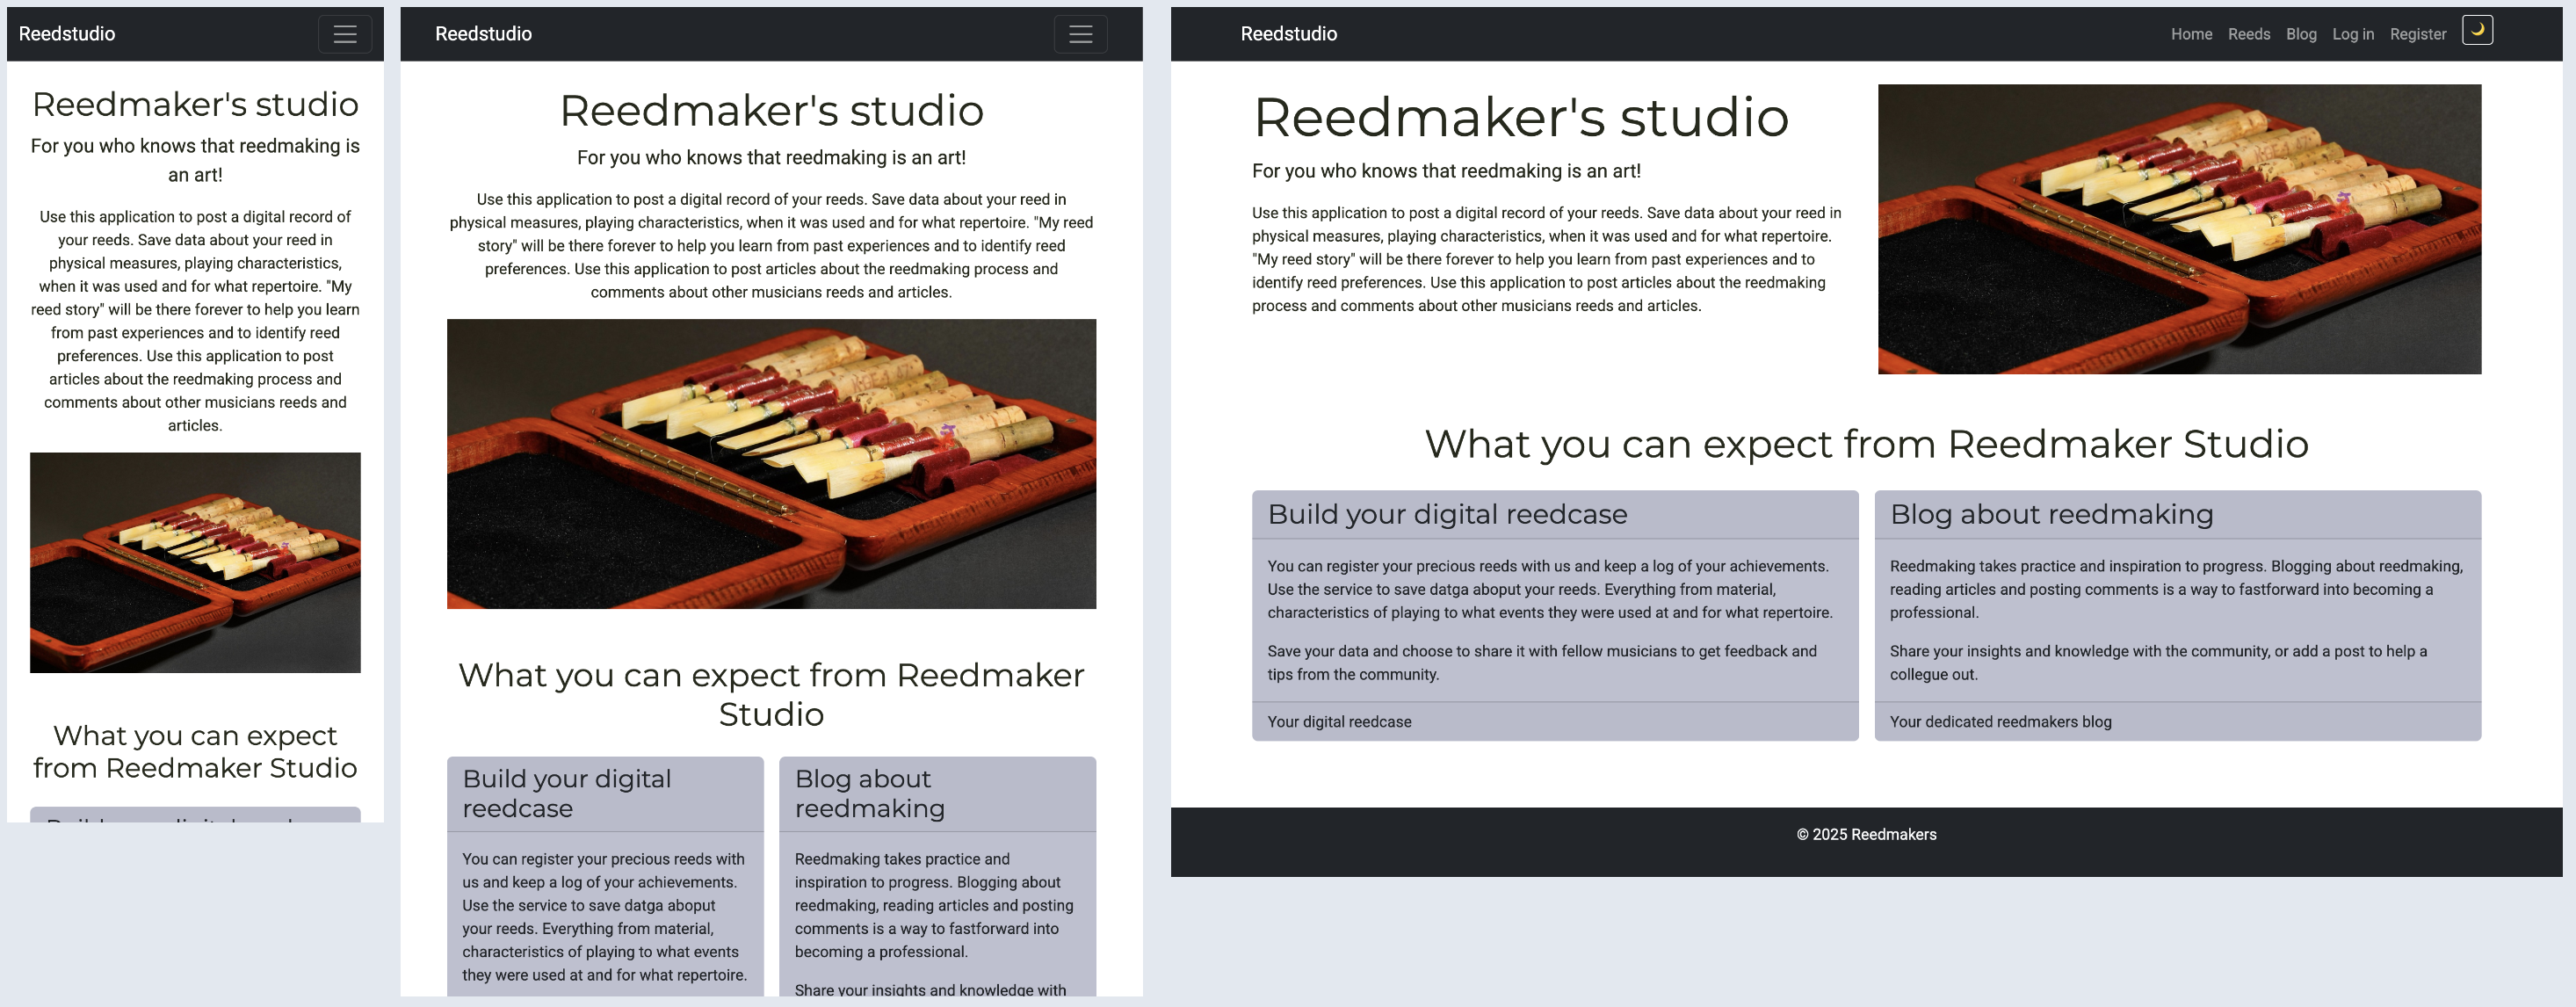 Reedstudio
Reedmaker's studio
For you who knows that reedmaking is
an art!
Use this application to post a digital record of
your reeds. Save data about your reed in
physical measures, playing characteristics,
when it was used and for what repertoire. "My
reed story" will be there forever to help you learn
from past experiences and to identify reed
preferences. Use this application to post
articles about the reedmaking process and
comments about other musicians reeds and
articles.
What you can expect
from Reedmaker Studio
Reedstudio
Reedmaker's studio
For you who knows that reedmaking is an art!
Use this application to post a digital record of your reeds. Save data about your reed in
physical measures, playing characteristics, when it was used and for what repertoire. "My reed
story" will be there forever to help you learn from past experiences and to identify reed
preferences. Use this application to post articles about the reedmaking process and
comments about other musicians reeds and articles.
What you can expect from Reedmaker
Studio
Build your digital
reedcase
You can register your precious reeds with
us and keep a log of your achievements.
Use the service to save datga aboput
your reeds. Everything from material,
characteristics of playing to what events
they were used at and for what repertoire.
Blog about
reedmaking
Reedmaking takes practice and
inspiration to progress. Blogging about
reedmaking, reading articles and posting
comments is a way to fastforward into
becoming a professional.
Share your insights and knowledge with
Reedstudio
Home Reeds Blog Log in Register
Reedmaker's studio
For you who knows that reedmaking is an art!
Use this application to post a digital record of your reeds. Save data about your reed in
physical measures, playing characteristics, when it was used and for what repertoire.
"My reed story" will be there forever to help you learn from past experiences and to
identify reed preferences. Use this application to post articles about the reedmaking
process and comments about other musicians reeds and articles.
What you can expect from Reedmaker Studio
Build your digital reedcase
You can register your precious reeds with us and keep a log of your achievements.
Use the service to save datga aboput your reeds. Everything from material,
characteristics of playing to what events they were used at and for what repertoire.
Save your data and choose to share it with fellow musicians to get feedback and
tips from the community.
Your digital reedcase
Blog about reedmaking
Reedmaking takes practice and inspiration to progress. Blogging about reedmaking,
reading articles and posting comments is a way to fastforward into becoming a
professional.
Share your insights and knowledge with the community, or add a post to help a
collegue out.
Your dedicated reedmakers blog
© 2025 Reedmakers